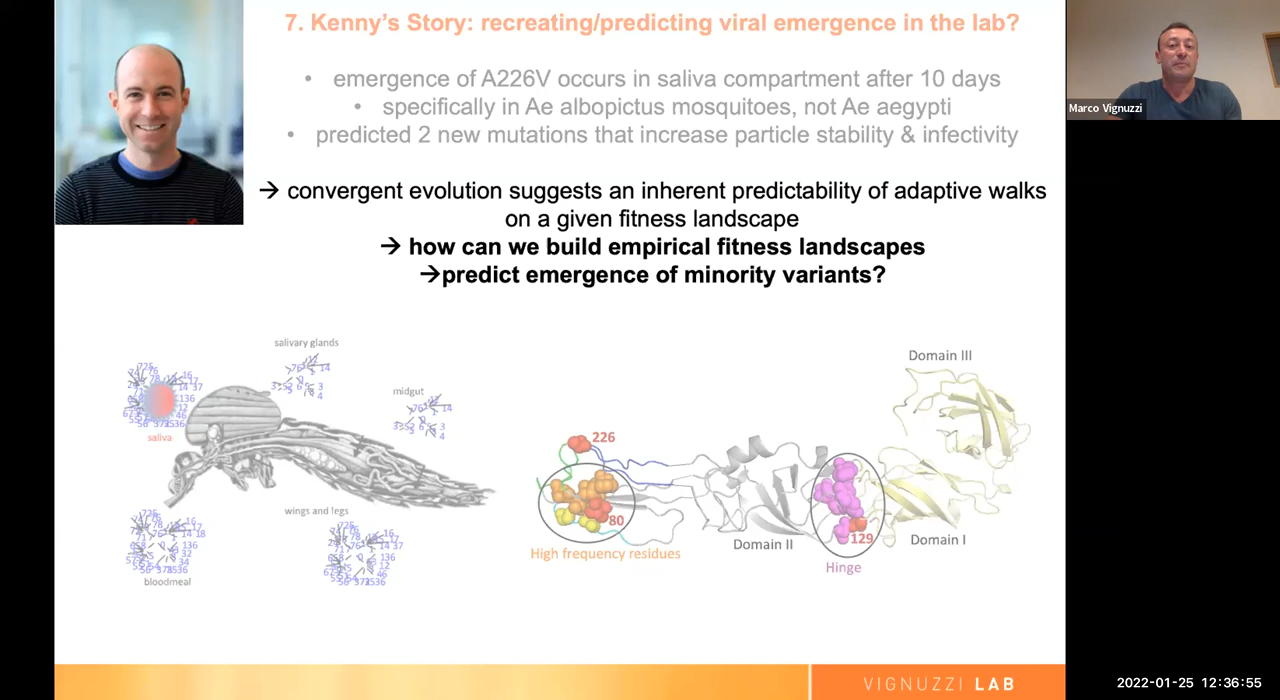 7. Kenny's Story: recreating/predicting viral emergence in the lab?
• emergence of A226V occurs in saliva compartment after 10 days
• specifically in Ae albopictus mosquitoes, not Ae aegypti
• predicted 2 new mutations that increase particle stability & infectivity
→ convergent evolution suggests an inherent predictability of adaptive walks
on a given fitness landscape
→ how can we build empirical fitness landscapes
→predict emergence of minority variants?
Marco Vignuzzi
salivary glands
midgut
saliva
wings and legs
bloodmeal
Domain III
226
80
High frequency residues
Domain II
129
Domain I
Hinge
VIGNUZZI LAB
2022-01-25 12:36:55